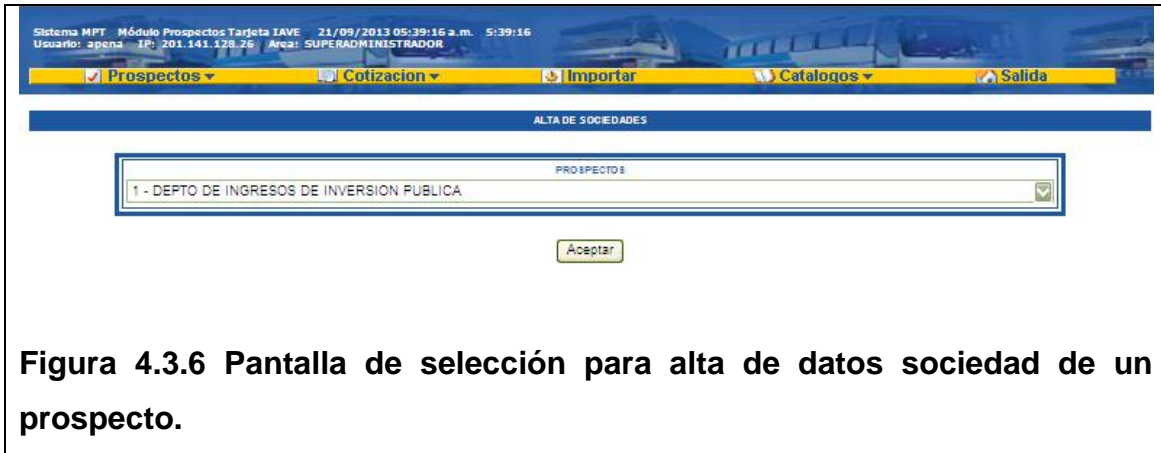 Sistema MPT Módulo Prospectos Tarjeta IAVE 21/09/2013 05:39:16 a.m. 5:39:16
Usuario: apena IP: 201.141.128.26 Area: SUPERADMINISTRADOR
Prospectos Cotizacion Importar Catalogos Salida
ALTA DE SOCIEDADES
PROSPECTOS
1 - DEPTO DE INGRESOS DE INVERSION PUBLICA
Aceptar
Figura 4.3.6 Pantalla de selección para alta de datos sociedad de un
prospecto.